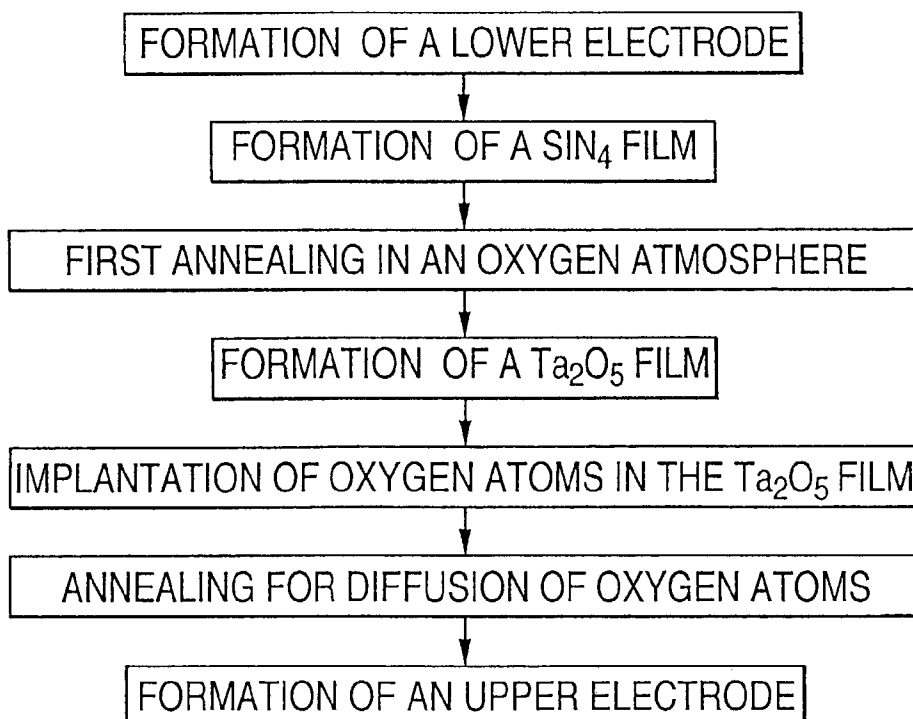 FORMATION OF A LOWER ELECTRODE
FORMATION OF A SIN₄ FILM
FIRST ANNEALING IN AN OXYGEN ATMOSPHERE
FORMATION OF A Ta₂O₅ FILM
IMPLANTATION OF OXYGEN ATOMS IN THE Ta₂O₅ FILM
ANNEALING FOR DIFFUSION OF OXYGEN ATOMS
FORMATION OF AN UPPER ELECTRODE